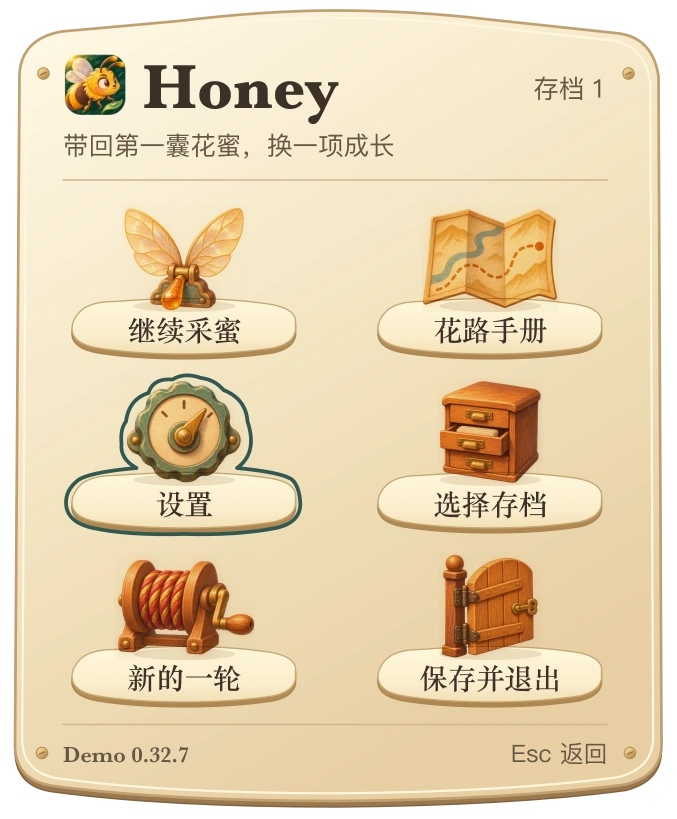 Honey
存档 1
带回第一囊花蜜，换一项成长
继续采蜜
花路手册
设置
选择存档
新的一轮
保存并退出
Demo 0.32.7
Esc 返回